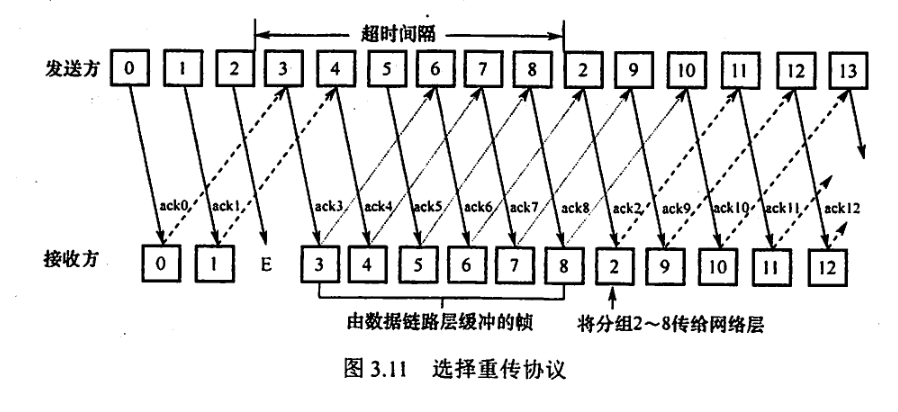 超时间隔
发送方 0 1 2 3 4 5 6 7 8 2 9 10 11 12 13
ack0 ack1 ack3 ack4 ack5 ack6 ack7 ack8 ack2 ack9 ack10 ack11 ack12
接收方 0 1 E 3 4 5 6 7 8 2 9 10 11 12
由数据链路层缓冲的帧 将分组2～8传给网络层
图 3.11 选择重传协议